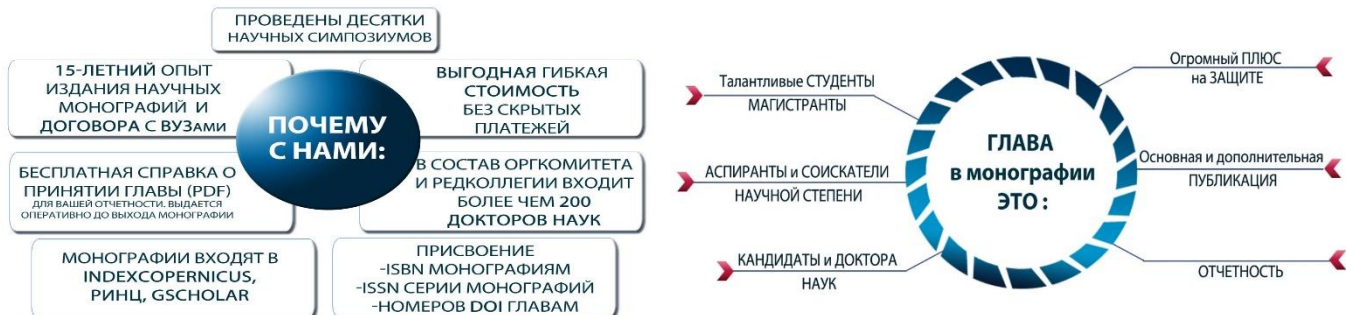 ПРОВЕДЕНЫ ДЕСЯТКИ
НАУЧНЫХ СИМПОЗИУМОВ
15-ЛЕТНИЙ ОПЫТ
ИЗДАНИЯ НАУЧНЫХ
МОНОГРАФИЙ И
ДОГОВОРА С ВУЗАМИ
ПОЧЕМУ
С НАМИ:
ВЫГОДНАЯ ГИБКАЯ
СТОИМОСТЬ
БЕЗ СКРЫТЫХ
ПЛАТЕЖЕЙ
БЕСПЛАТНАЯ СПРАВКА О
ПРИНЯТИИ ГЛАВЫ (PDF)
ДЛЯ ВАШЕЙ ОТЧЕТНОСТИ. ВЫДАЕТСЯ
ОПЕРАТИВНО ДО ВЫХОДА МОНОГРАФИИ
В СОСТАВ ОРГКОМИТЕТА
И РЕДКОЛЛЕГИИ ВХОДИТ
БОЛЕЕ ЧЕМ 200
ДОКТОРОВ НАУК
МОНОГРАФИИ ВХОДЯТ В
INDEXCOPERNICUS,
РИНЦ, GSCHOLAR
ПРИСВОЕНИЕ
-ISBN МОНОГРАФИЯМ
-ISSN СЕРИИ МОНОГРАФИЙ
-НОМЕРОВ DOI ГЛАВАМ
Талантливые СТУДЕНТЫ
МАГИСТРАНТЫ
АСПИРАНТЫ и СОИСКАТЕЛИ
НАУЧНОЙ СТЕПЕНИ
КАНДИДАТЫ и ДОКТОРА
НАУК
ГЛАВА
в монографии
ЭТО :
Огромный ПЛЮС
на ЗАЩИТЕ
Основная и дополнительная
ПУБЛИКАЦИЯ
ОТЧЕТНОСТЬ